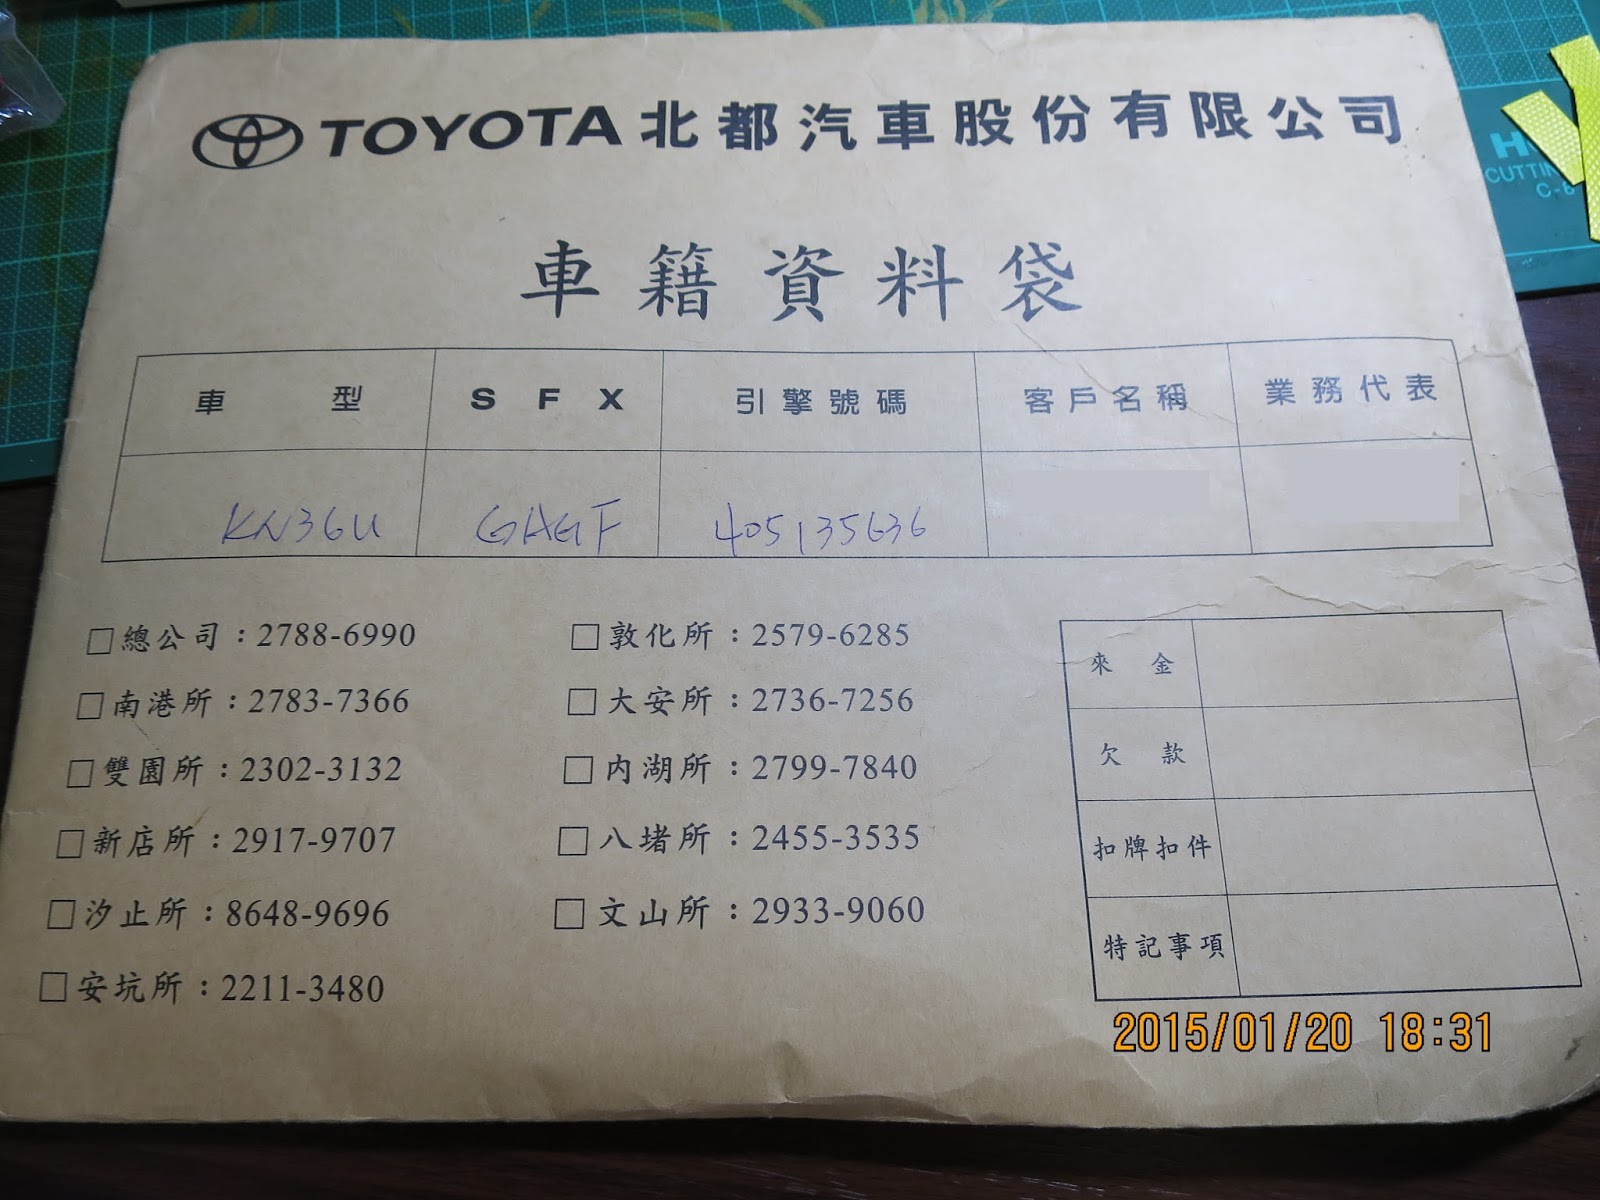 TOYOTA 北都汽車股份有限公司
車籍資料袋
車型 SFX 引擎號碼 客戶名稱 業務代表
KN36U GAGF 405135636
□總公司：2788-6990 □敦化所：2579-6285
□南港所：2783-7366 □大安所：2736-7256
□雙園所：2302-3132 □內湖所：2799-7840
□新店所：2917-9707 □八堵所：2455-3535
□汐止所：8648-9696 □文山所：2933-9060
□安坑所：2211-3480
來金
欠款
扣牌扣件
特記事項
2015/01/20 18:31
CUTTIN